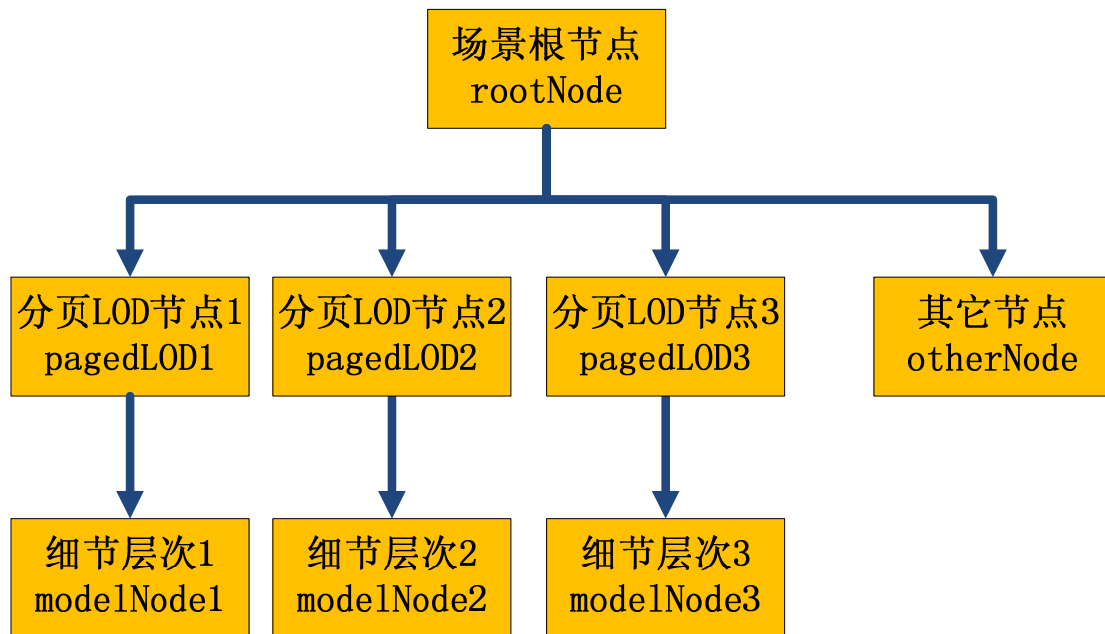 场景根节点
rootNode
分页LOD节点1
pagedLOD1
分页LOD节点2
pagedLOD2
分页LOD节点3
pagedLOD3
其它节点
otherNode
细节层次1
modelNode1
细节层次2
modelNode2
细节层次3
modelNode3